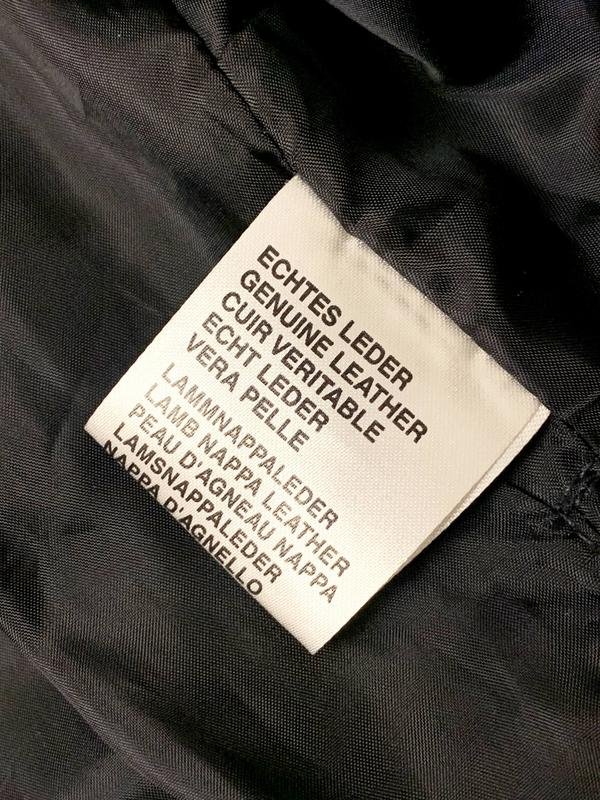 ECHTES LEDER
GENUINE LEATHER
CUIR VERITABLE
ECHT LEDER
VERA PELLE
LAMMNAPPALEDER
LAMB NAPPA LEATHER
PEAU D'AGNEAU NAPPA
LAMSNAPPALEDER
NAPPA D'AGNELLO